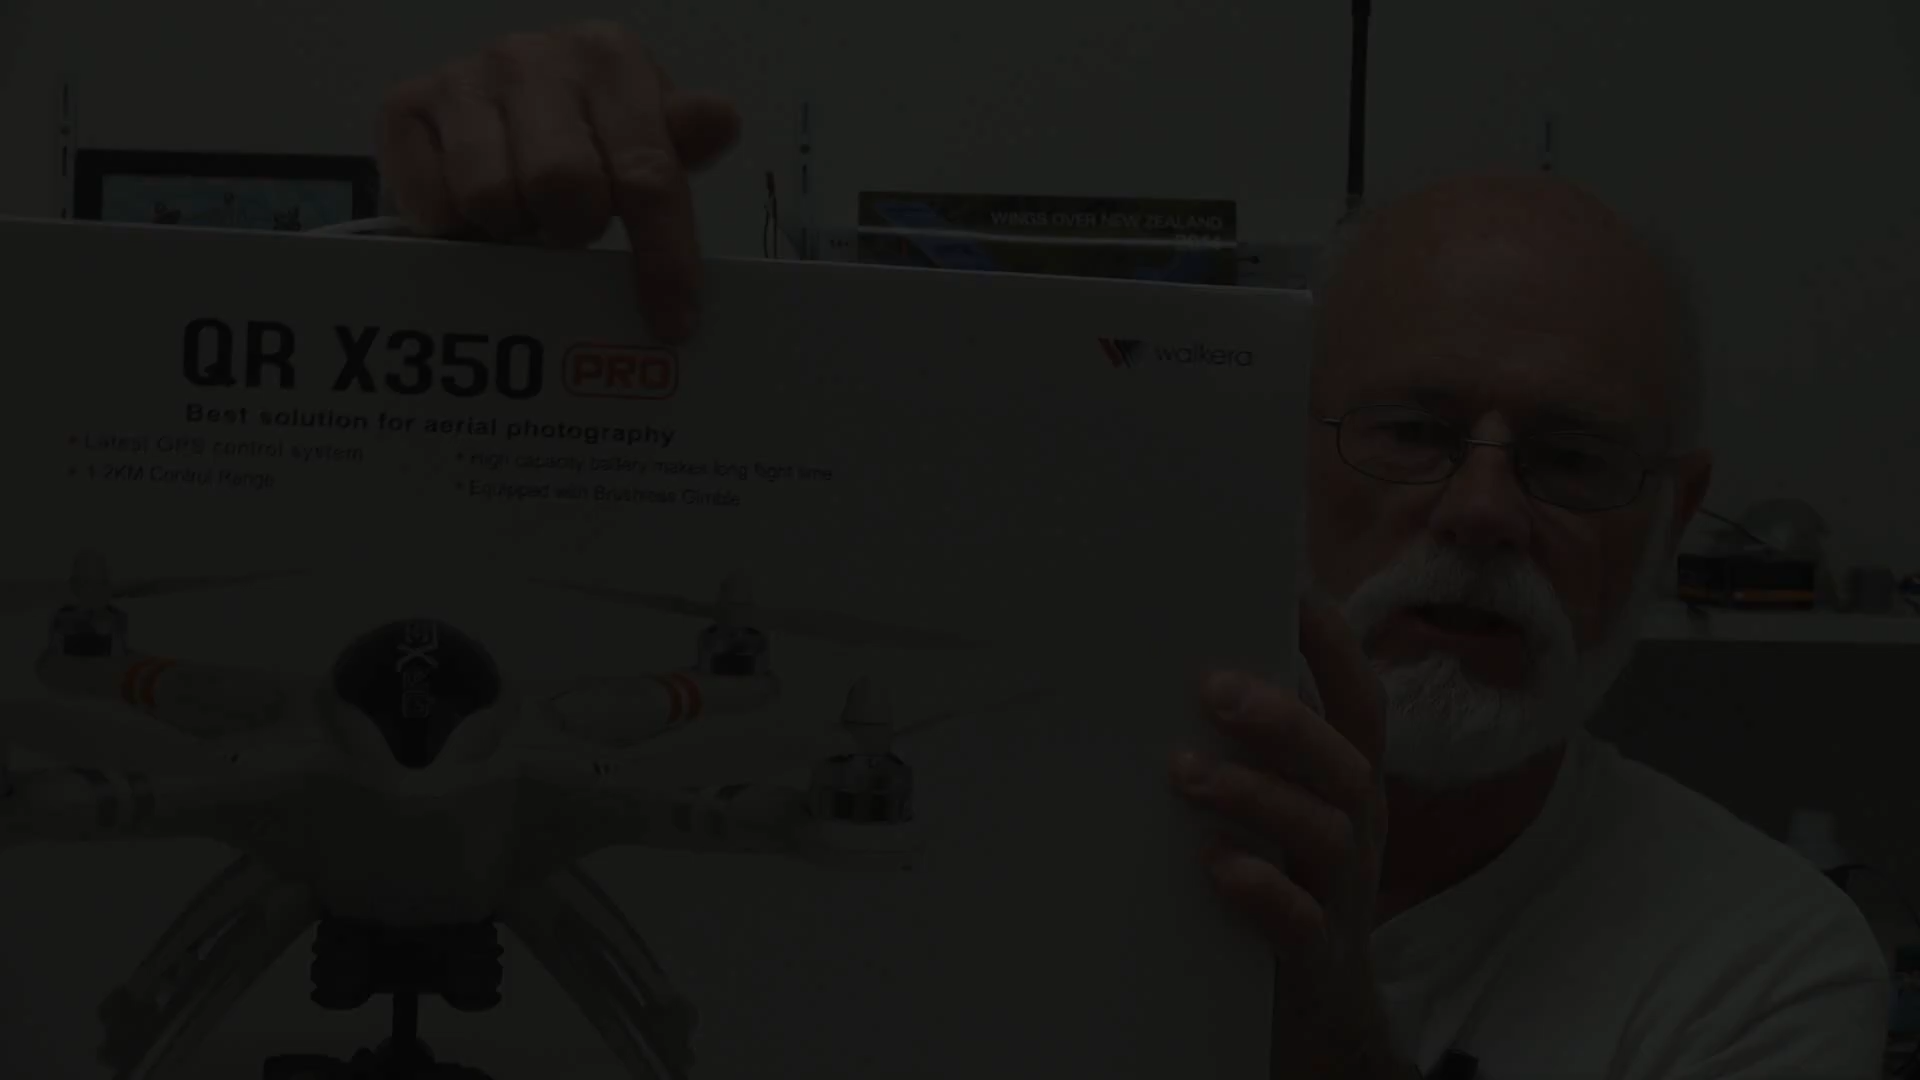 WINGS OVER NEW ZEALAND
QR X350 PRO
walkera
Best solution for aerial photography
• Latest GPS control system
• 1-2KM Control Range
• High capacity battery makes long flight time
• Equipped with Brushless Gimble